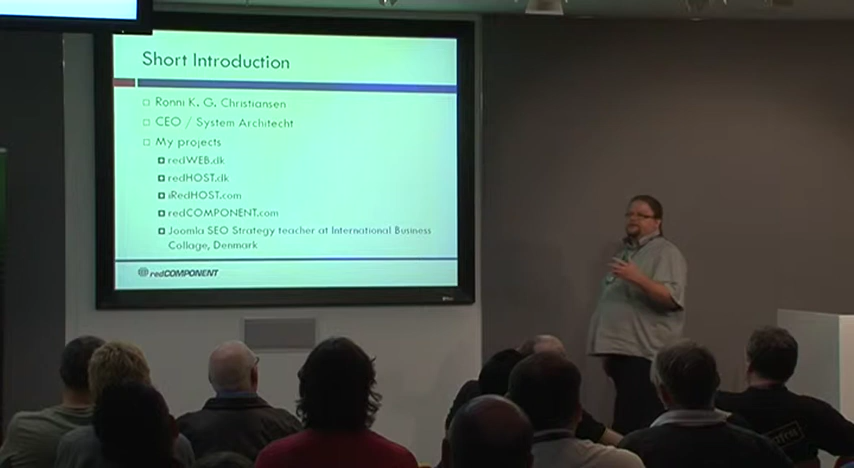 Short Introduction
Ronni K. G. Christiansen
CEO / System Architecht
My projects
redWEB.dk
redHOST.dk
iRedHOST.com
redCOMPONENT.com
Joomla SEO Strategy teacher at International Business
Collage, Denmark
redCOMPONENT